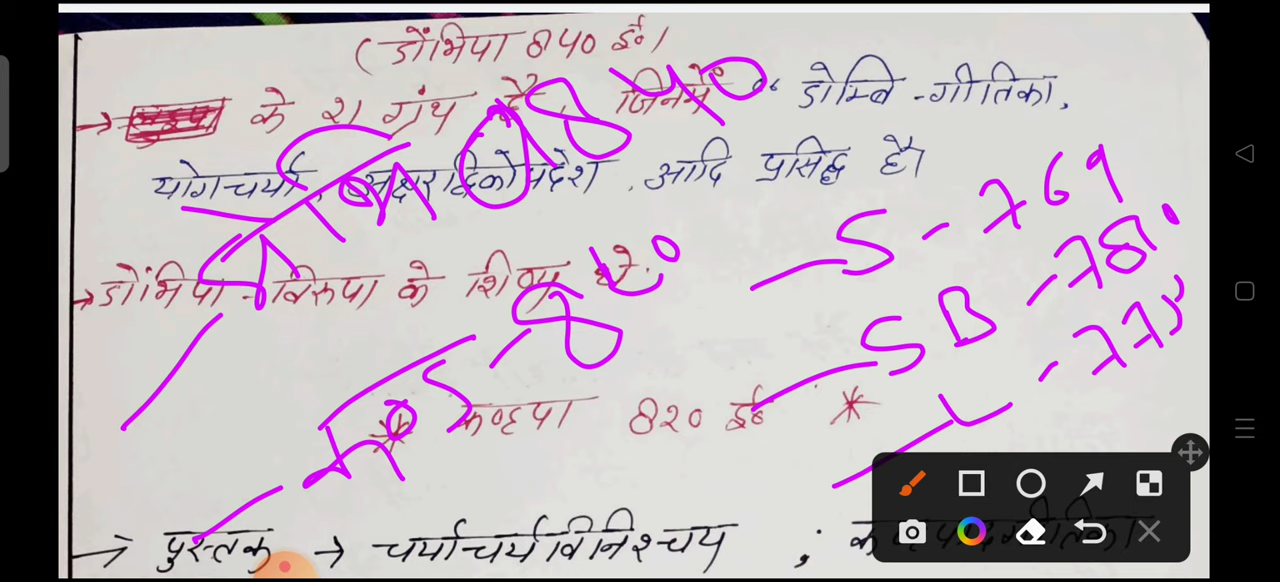 (डोंभिपा 840 ई०)
→ के 21 ग्रंथ है, जिनमें “डोम्बि-गीतिका,
योगचर्या, अक्षरद्विकोपदेश, आदि प्रसिद्ध है।
→ डोंभिपा - विरुपा के शिष्य थे।
* कण्हपा 820 ई० *
→ पुस्तक → चर्याचर्यविनिश्चय ;
S - 769
SB - 780
L - 773
840